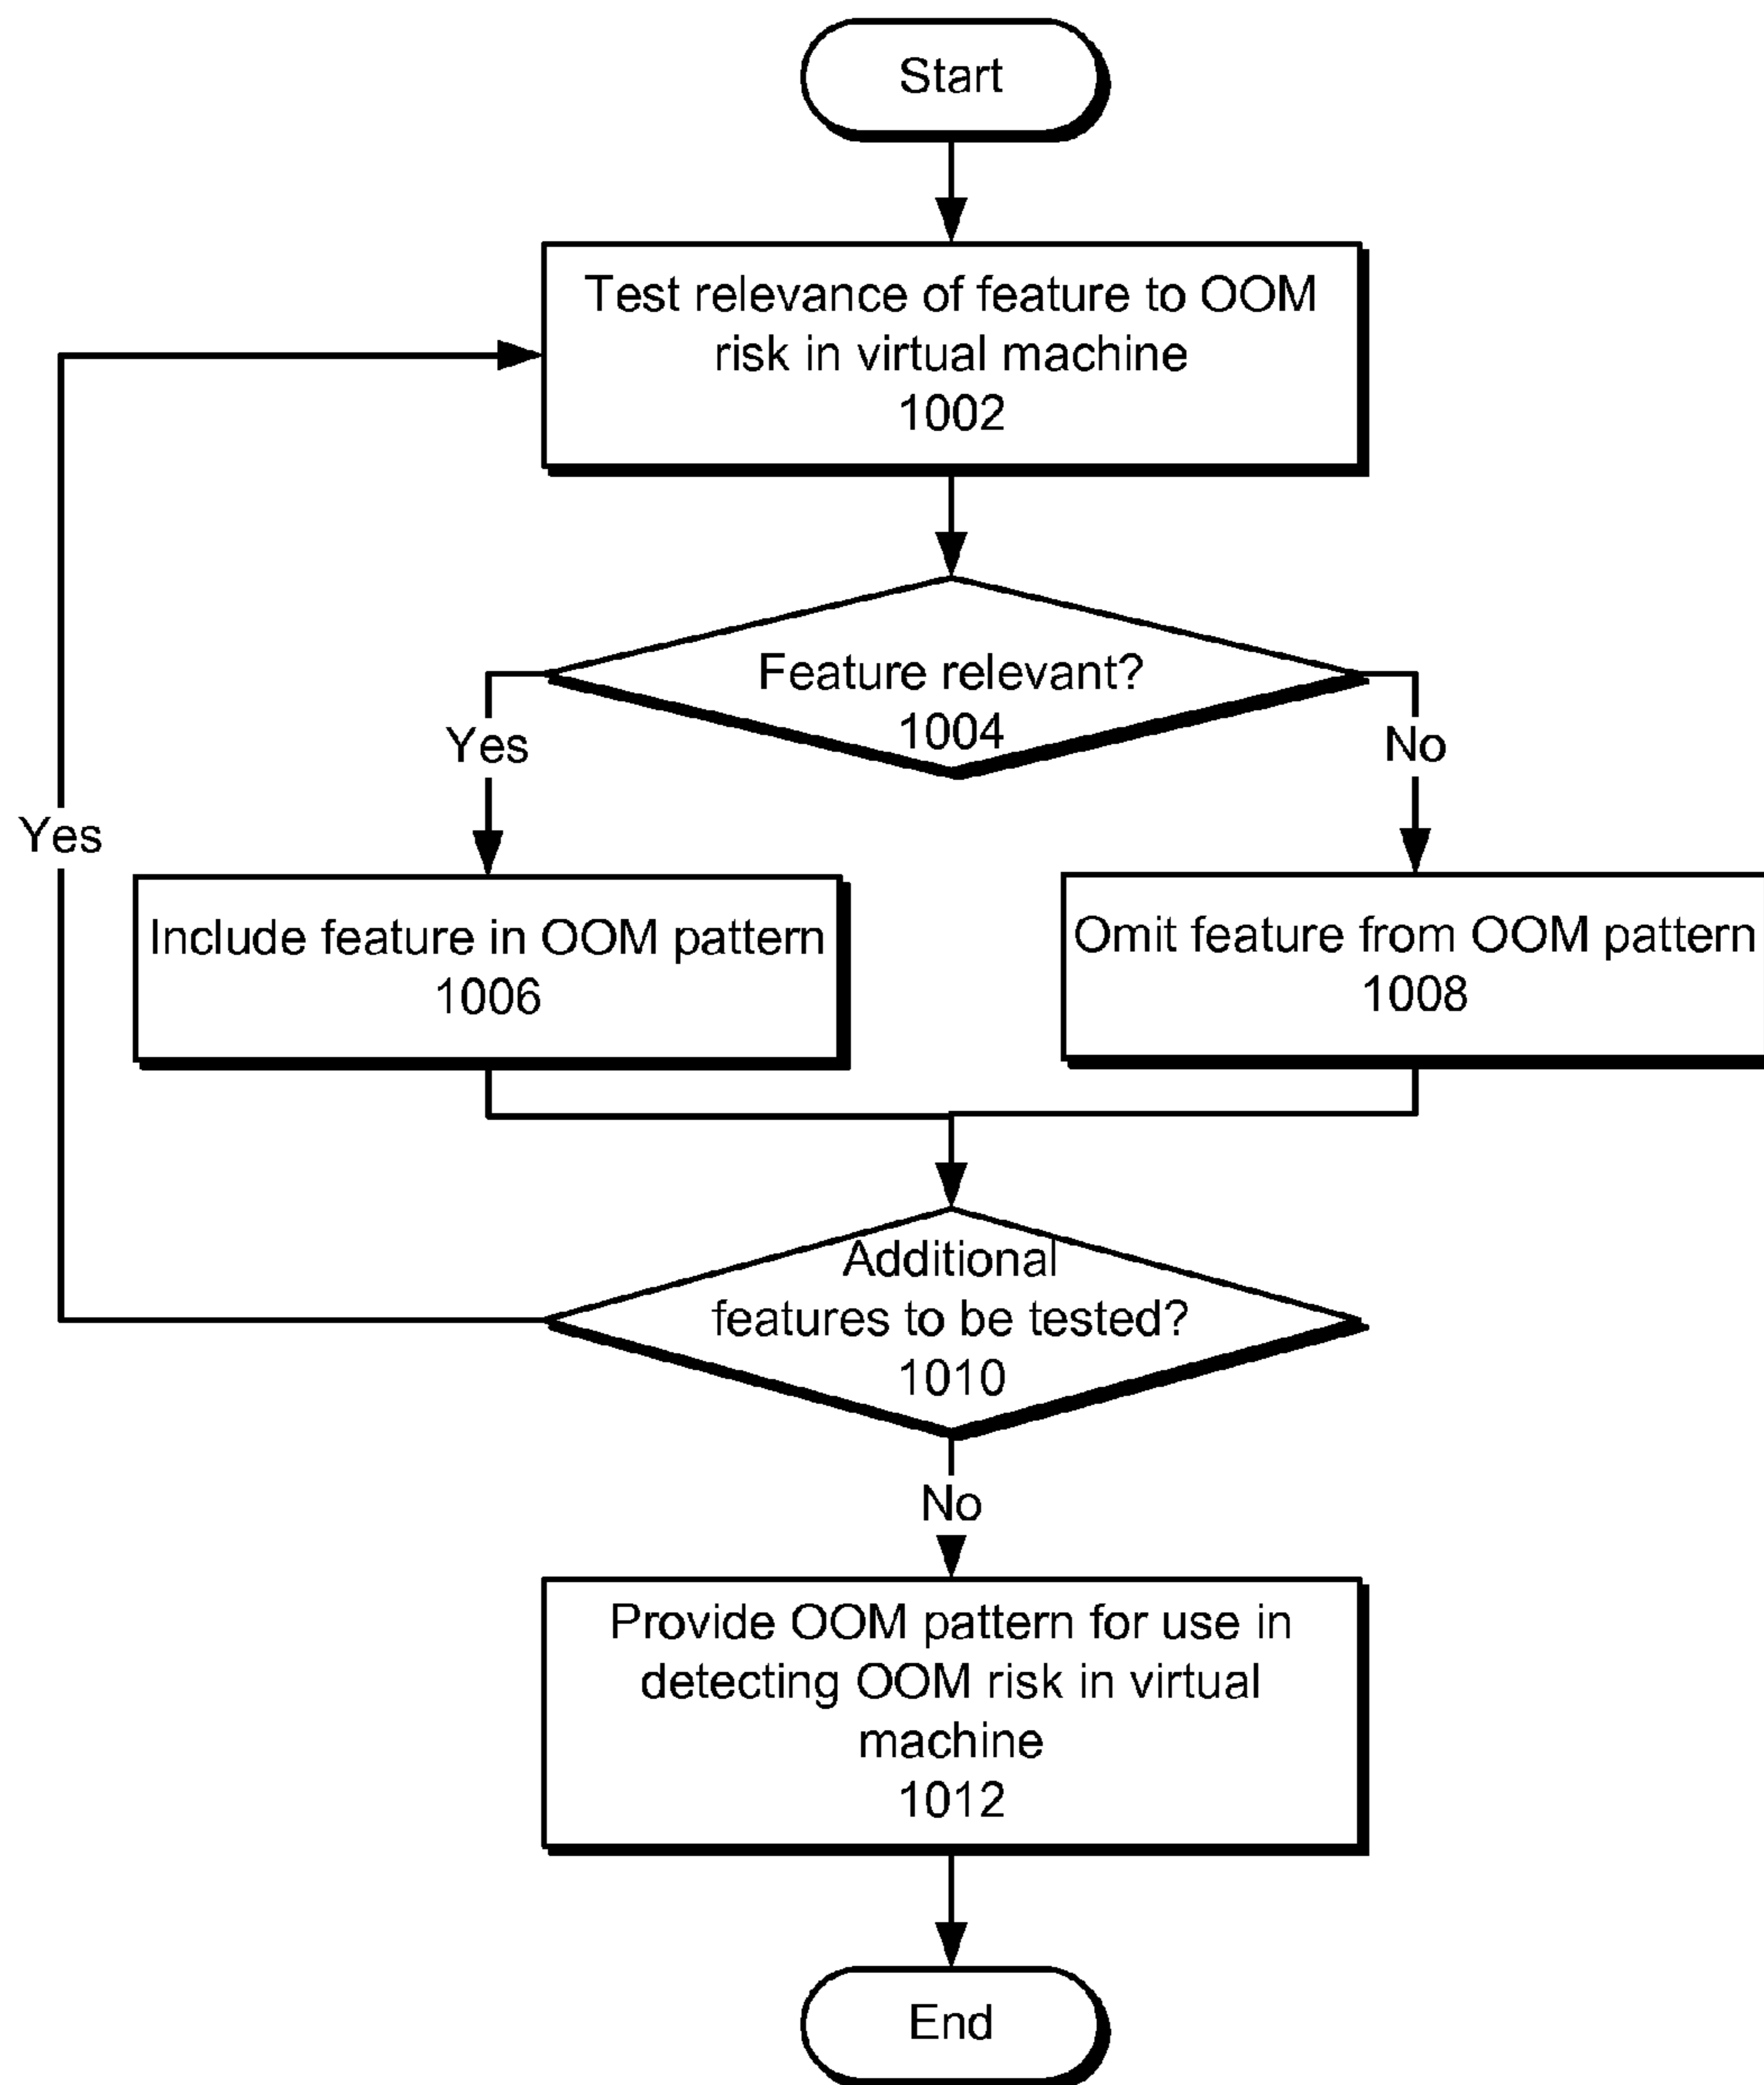 Start
Test relevance of feature to OOM
risk in virtual machine
1002
Feature relevant?
1004
Yes
No
Yes
Include feature in OOM pattern
1006
Omit feature from OOM pattern
1008
Additional
features to be tested?
1010
No
Provide OOM pattern for use in
detecting OOM risk in virtual
machine
1012
End